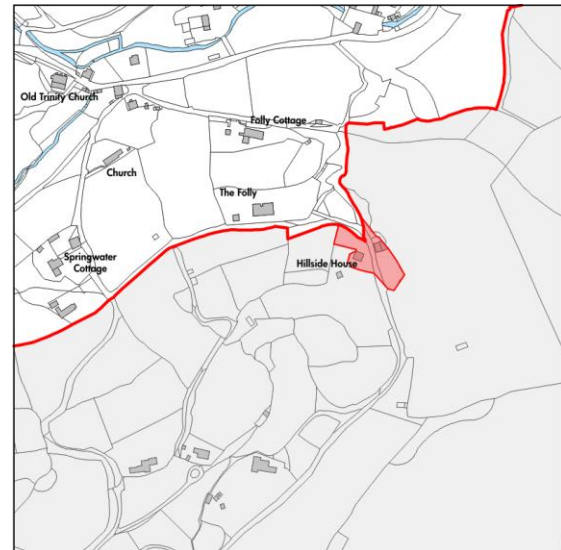 Old Trinity Church
Folly Cottage
Church
The Folly
Springwater
Cottage
Hillside House